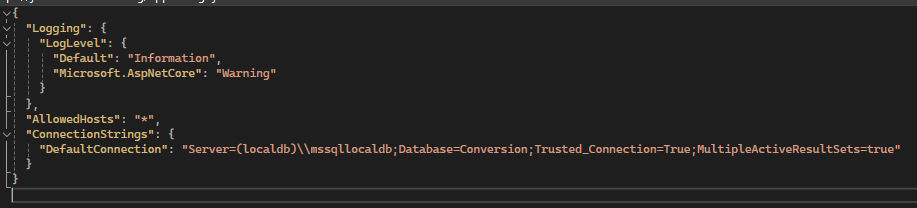 {
"Logging": {
"LogLevel": {
"Default": "Information",
"Microsoft.AspNetCore": "Warning"
}
},
"AllowedHosts": "*",
"ConnectionStrings": {
"DefaultConnection": "Server=(localdb)\\mssqllocaldb;Database=Conversion;Trusted_Connection=True;MultipleActiveResultSets=true"
}
}